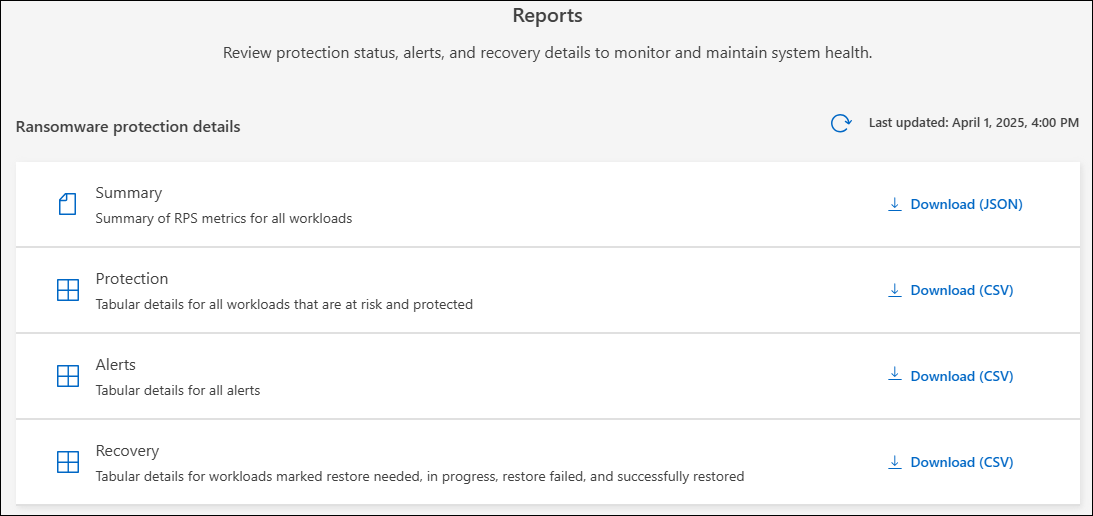 Reports
Review protection status, alerts, and recovery details to monitor and maintain system health.
Ransomware protection details
Last updated: April 1, 2025, 4:00 PM
Summary
Summary of RPS metrics for all workloads
Download (JSON)
Protection
Tabular details for all workloads that are at risk and protected
Download (CSV)
Alerts
Tabular details for all alerts
Download (CSV)
Recovery
Tabular details for workloads marked restore needed, in progress, restore failed, and successfully restored
Download (CSV)